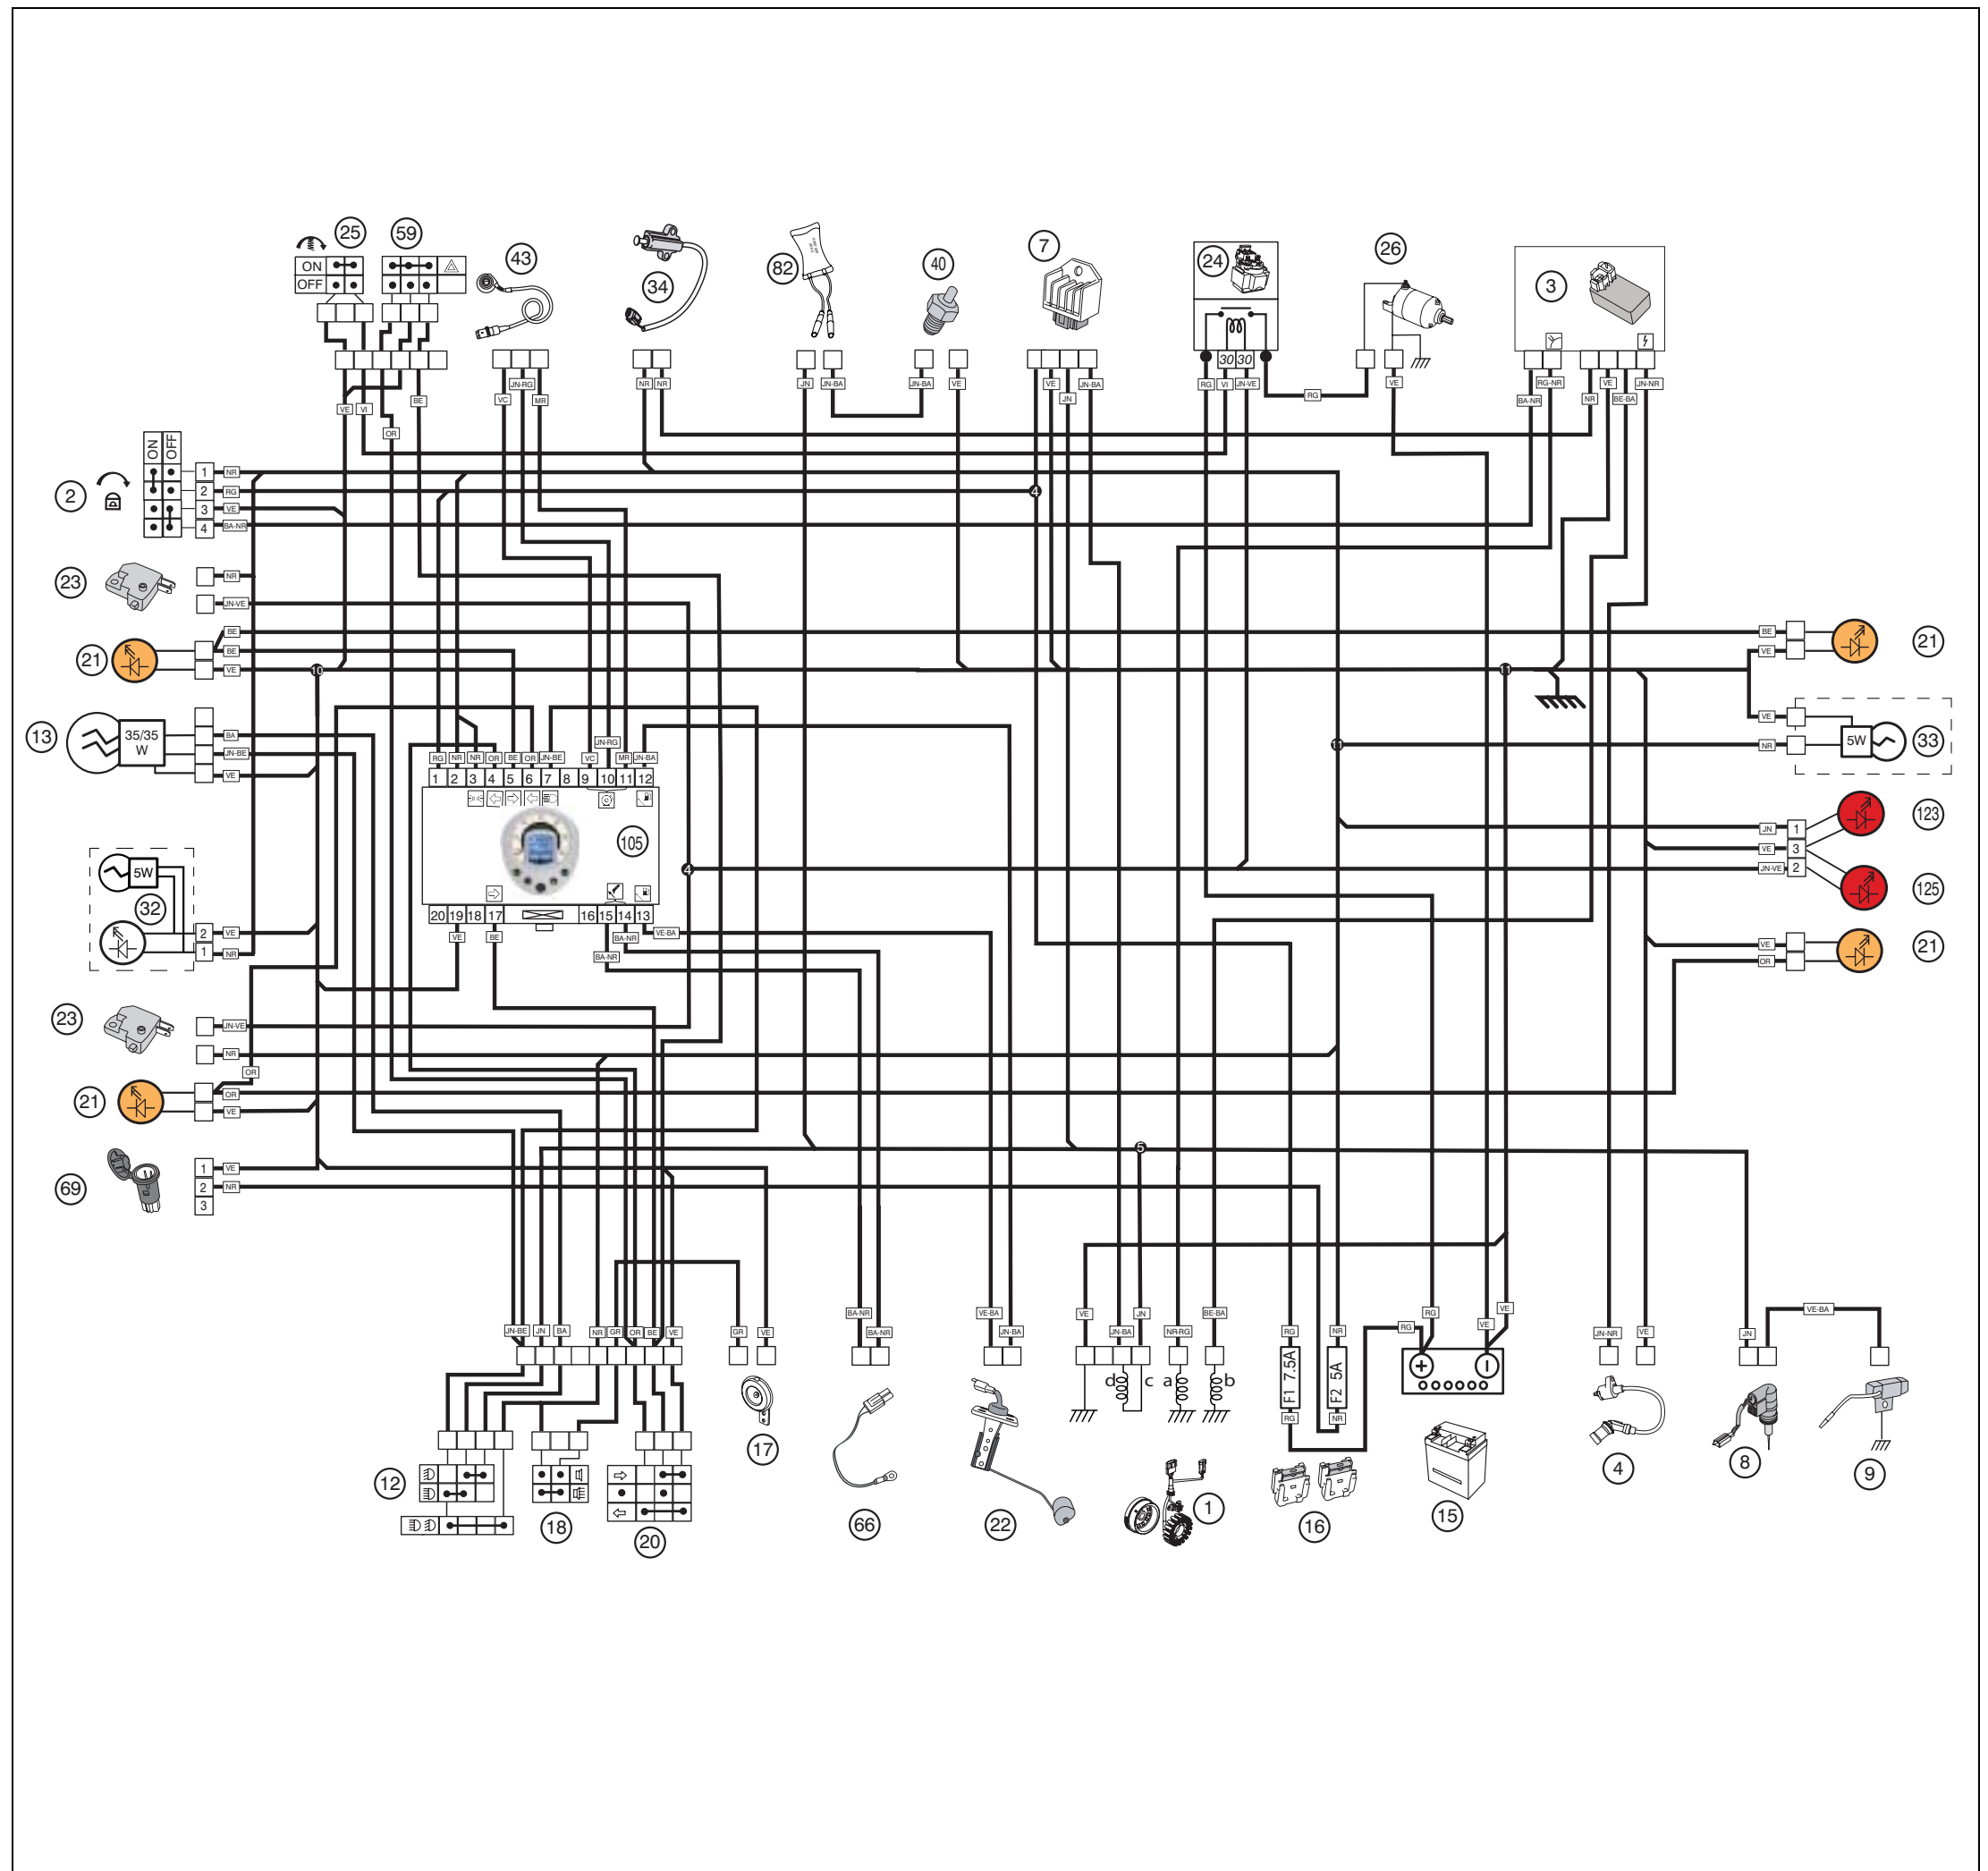 25 59
43
34
82
40
7
24
26
3
ON
OFF
30 30
NR NR
JN JN-BA
JN-BA VE
VE
JN
JN-BA
RG VI JN-VE
RG
VE
BA-NR
RG-NR
NR VE
BE-BA
JN-NR
JN-RG
VC MR
BE
VE VI
OR
ON OFF
2
1 NR
2 RG
3 VE
4 BA-NR
4
23
NR
JN-VE
BE
21
BE
VE
10
11
BE
VE
21
13
35/35
W
BA
JN-BE
VE
VE
NR
5W
33
11
JN-RG
RG NR NR OR BE OR JN-BE VC MR JN-BA
1 2 3 4 5 6 7 8 9 10 11 12
105
4
20 19 18 17 16 15 14 13
VE BE
BA-NR
BA-NR
VE-BA
JN 1
VE 3
JN-VE 2
123
125
5W
32
2 VE
1 NR
VE
OR
21
23
JN-VE
NR
OR
21
OR
VE
5
69
1 VE
2 NR
3
JN-BE JN BA NR GR OR BE VE
GR VE
BA-NR
BA-NR
VE-BA
JN-BA
VE
JN-BA
JN
NR-RG
BE-BA
RG NR
RG
RG
VE
VE
JN-NR VE
JN
VE-BA
d c a b
F1 7.5A
F2 5A
RG NR
12
18
20
17
66
22
1
16
15
4
8
9